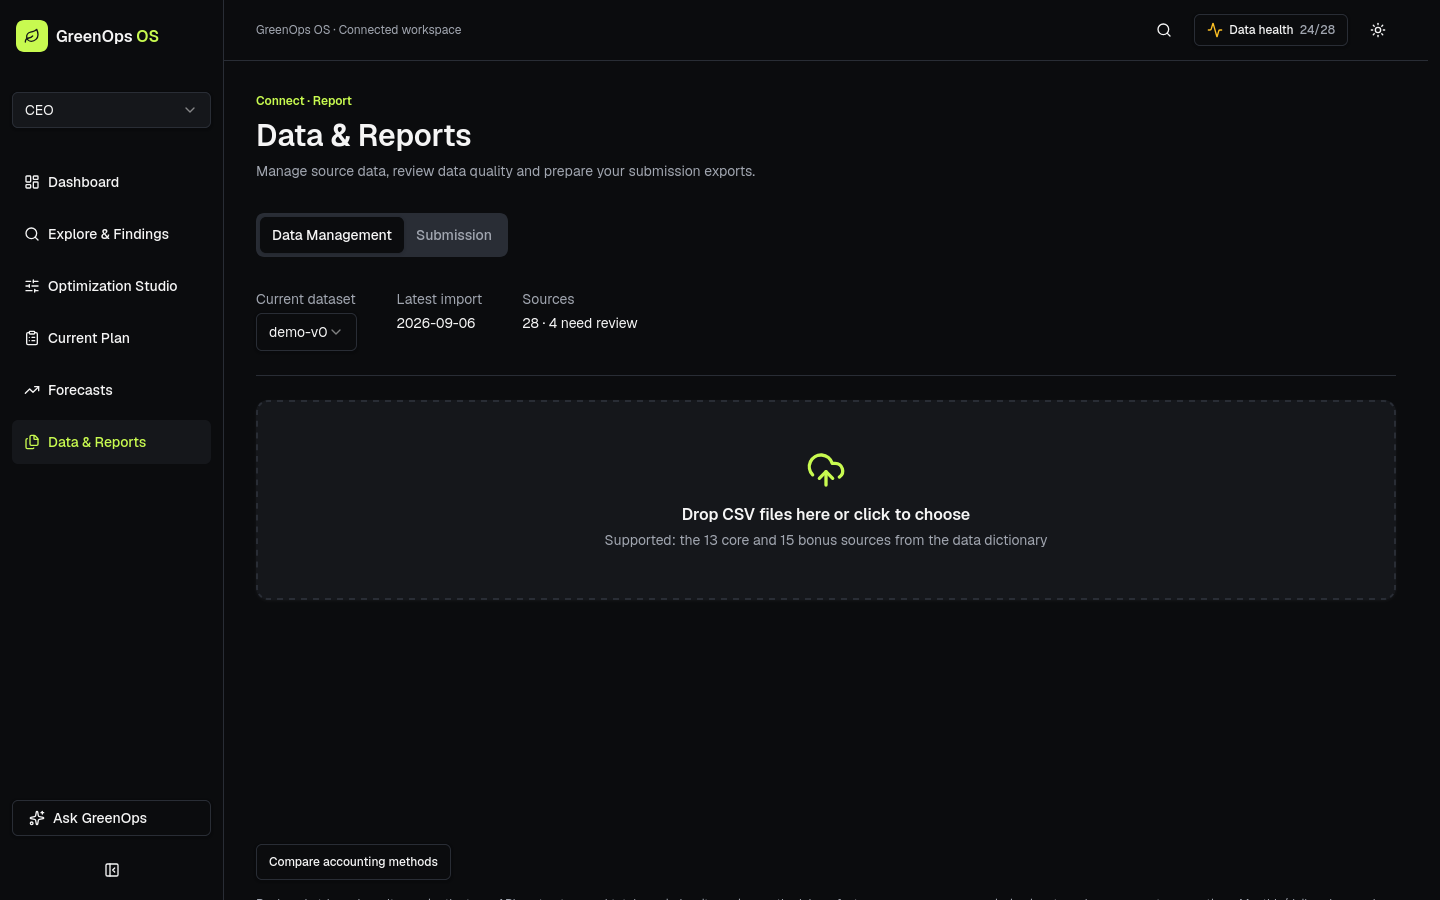 GreenOps OS
GreenOps OS · Connected workspace
Data health 24/28
CEO
Dashboard
Explore & Findings
Optimization Studio
Current Plan
Forecasts
Data & Reports
Ask GreenOps
Connect · Report
Data & Reports
Manage source data, review data quality and prepare your submission exports.
Data Management
Submission
Current dataset
demo-v0
Latest import
2026-09-06
Sources
28 · 4 need review
Drop CSV files here or click to choose
Supported: the 13 core and 15 bonus sources from the data dictionary
Compare accounting methods